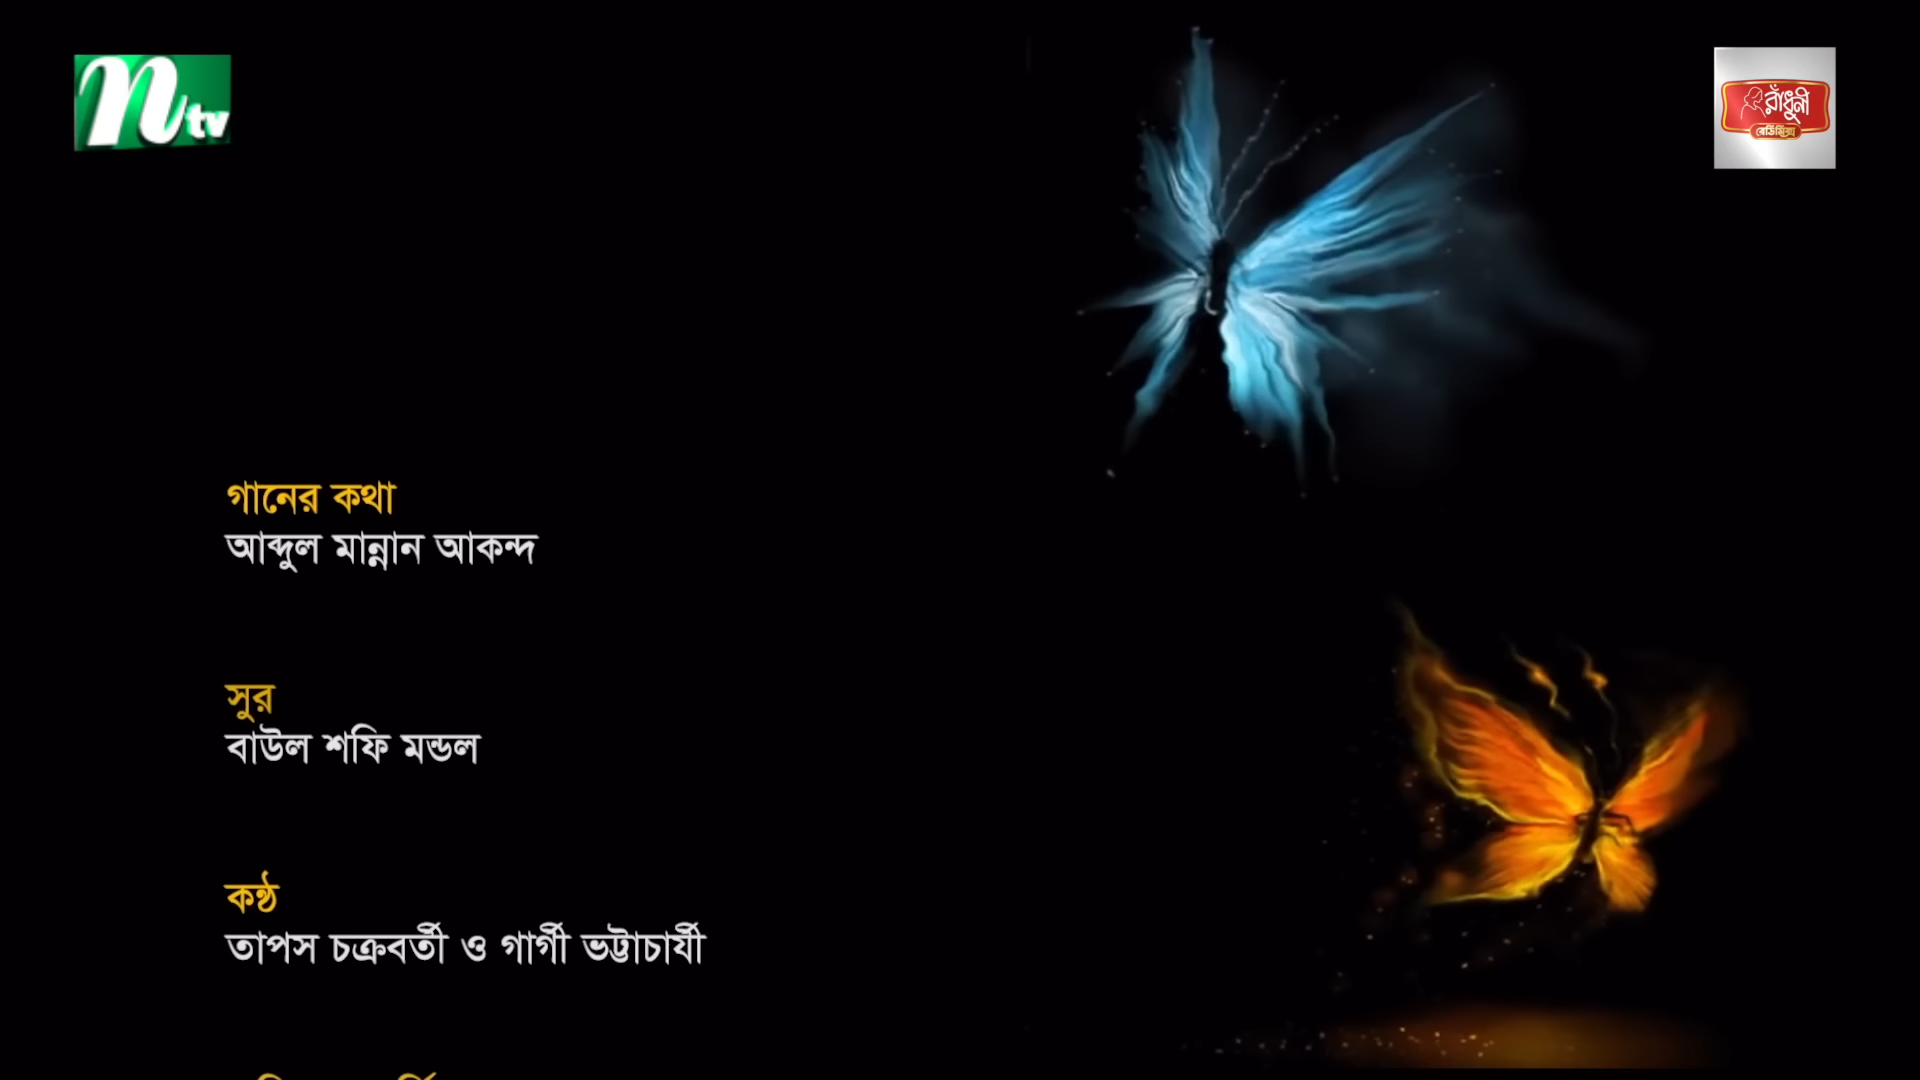 ntv
রাঁধুনী
রেডিমিক্স
গানের কথা
আব্দুল মান্নান আকন্দ
সুর
বাউল শফি মন্ডল
কন্ঠ
তাপস চক্রবর্তী ও গার্গী ভট্টাচার্যী